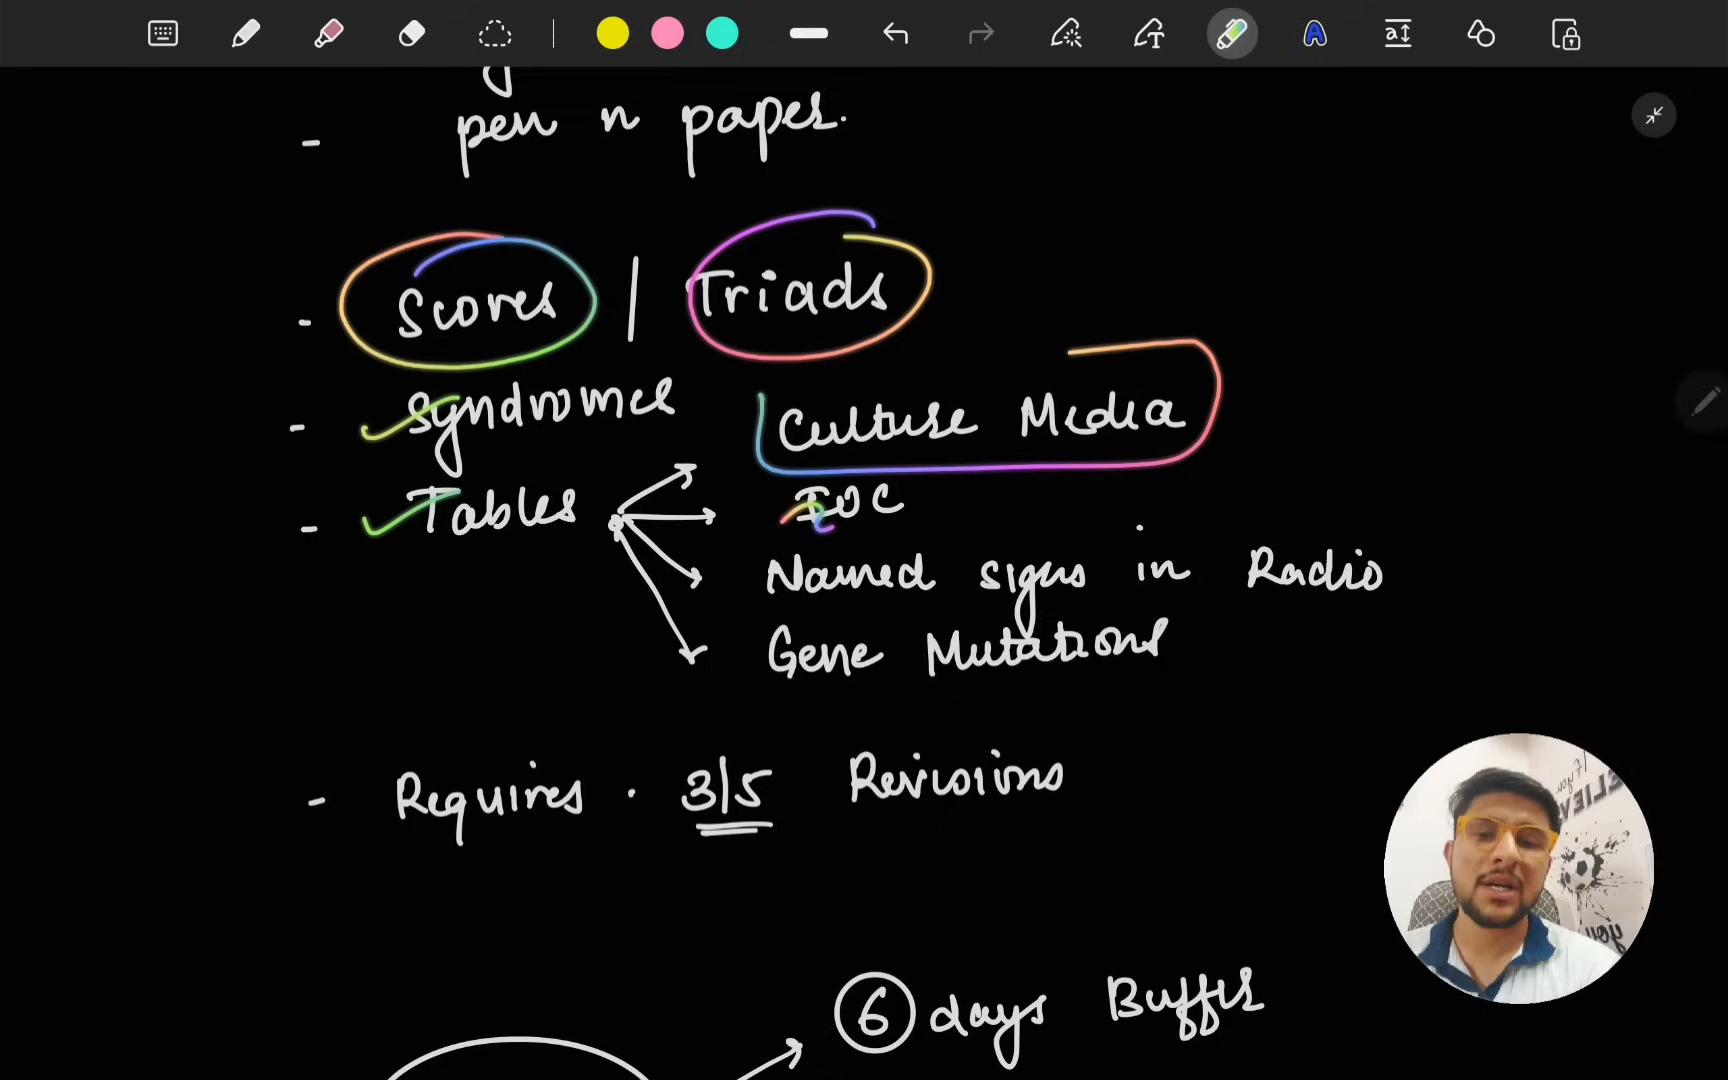 - pen n paper.
- Scores | Triads
- Syndromes
Culture Media
- Tables
IOC
Named signs in Radio
Gene Mutations
- Requires . 3|5 Revisions
6 days Buffer